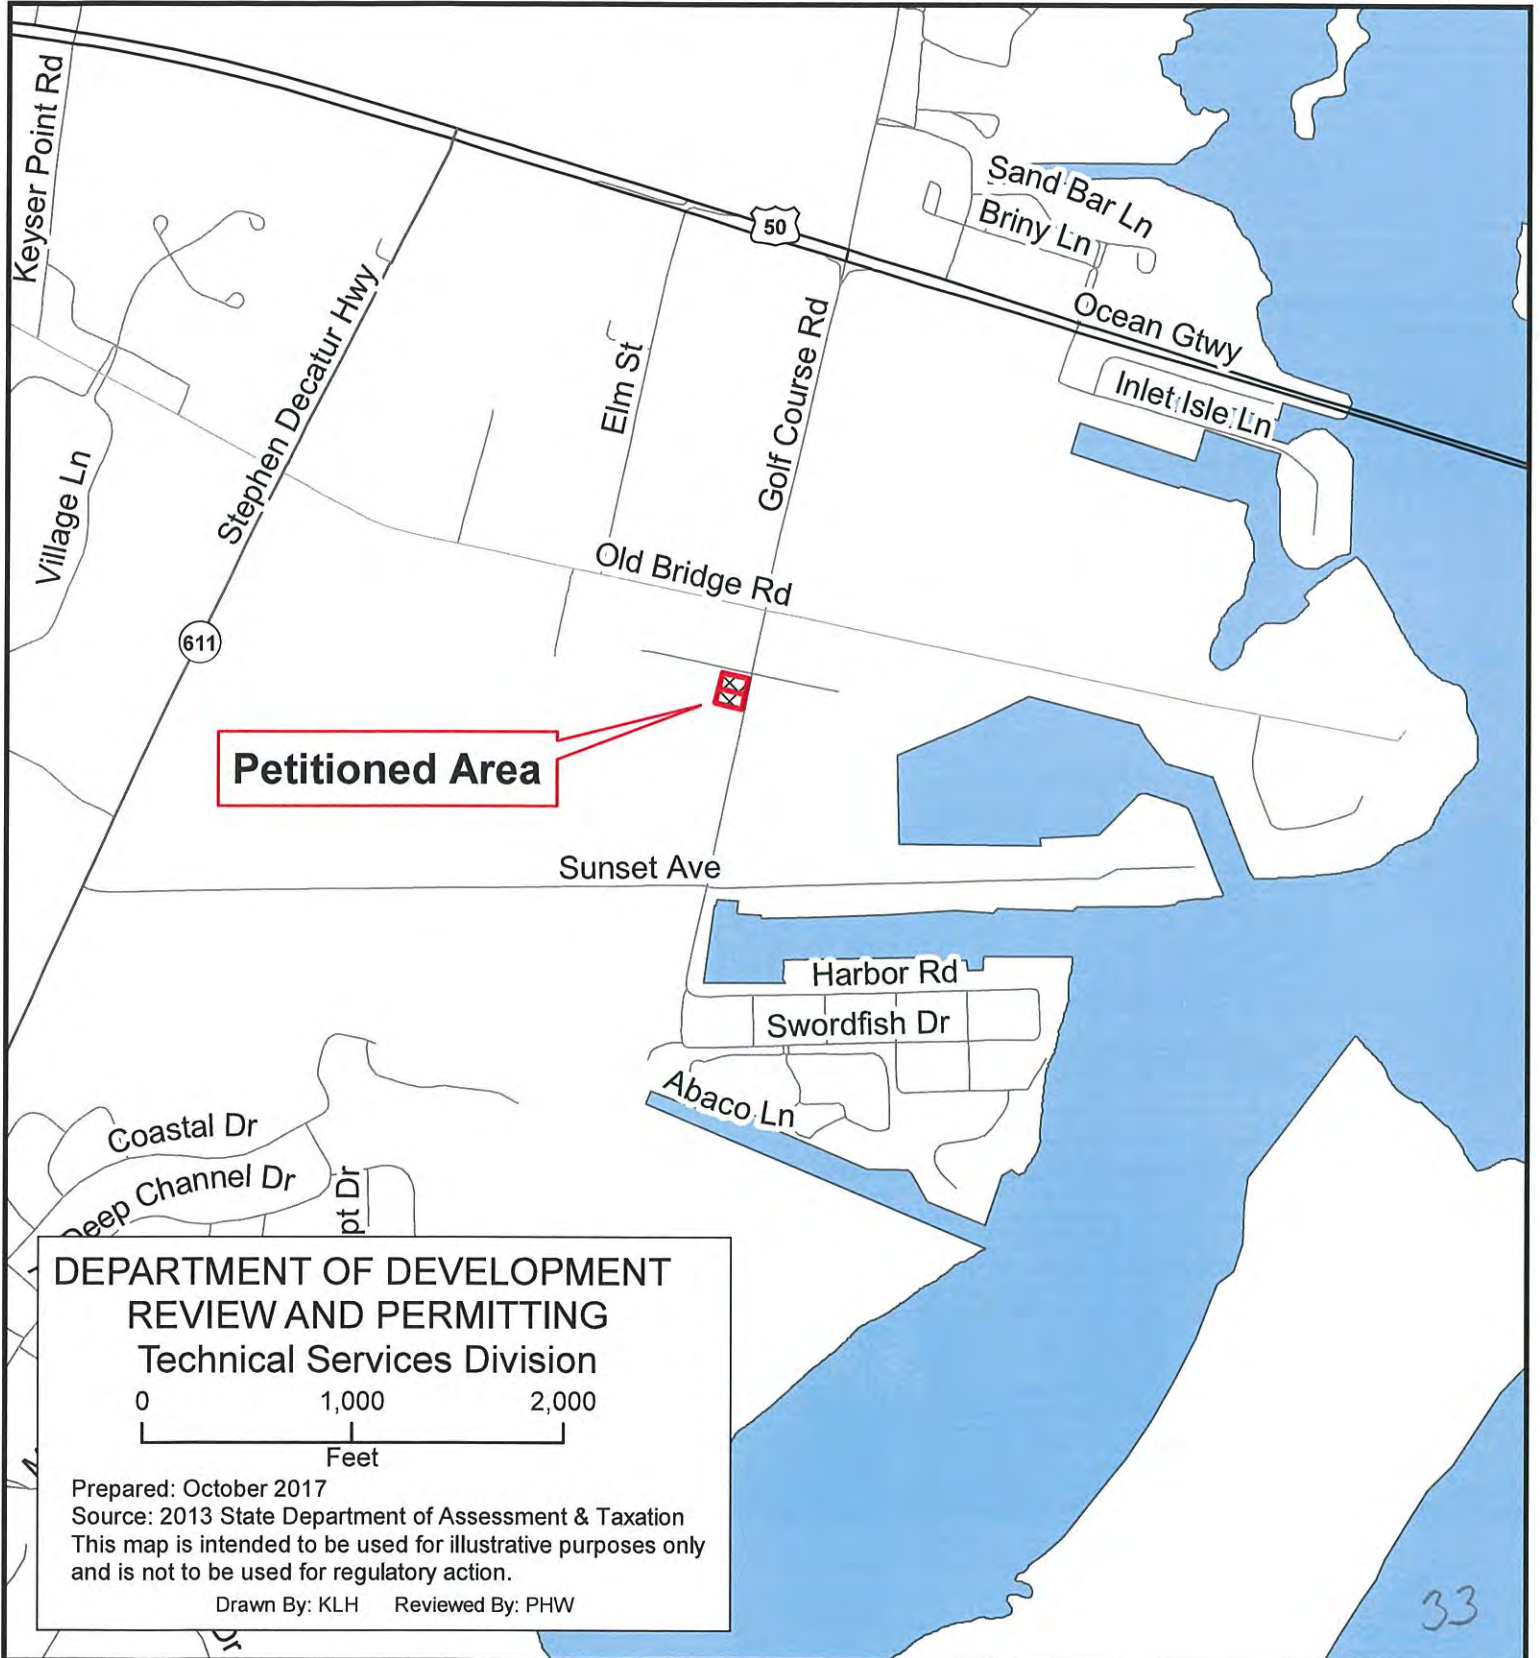 Keyser Point Rd
Sand Bar Ln
Briny Ln
50
Ocean Gtwy
Inlet Isle Ln
Stephen Decatur Hwy
Elm St
Golf Course Rd
Village Ln
Old Bridge Rd
611
Petitioned Area
Sunset Ave
Harbor Rd
Swordfish Dr
Abaco Ln
Coastal Dr
Deep Channel Dr
pt Dr
DEPARTMENT OF DEVELOPMENT
REVIEW AND PERMITTING
Technical Services Division
0 1,000 2,000
Feet
Prepared: October 2017
Source: 2013 State Department of Assessment & Taxation
This map is intended to be used for illustrative purposes only
and is not to be used for regulatory action.
Drawn By: KLH Reviewed By: PHW
Dr
33